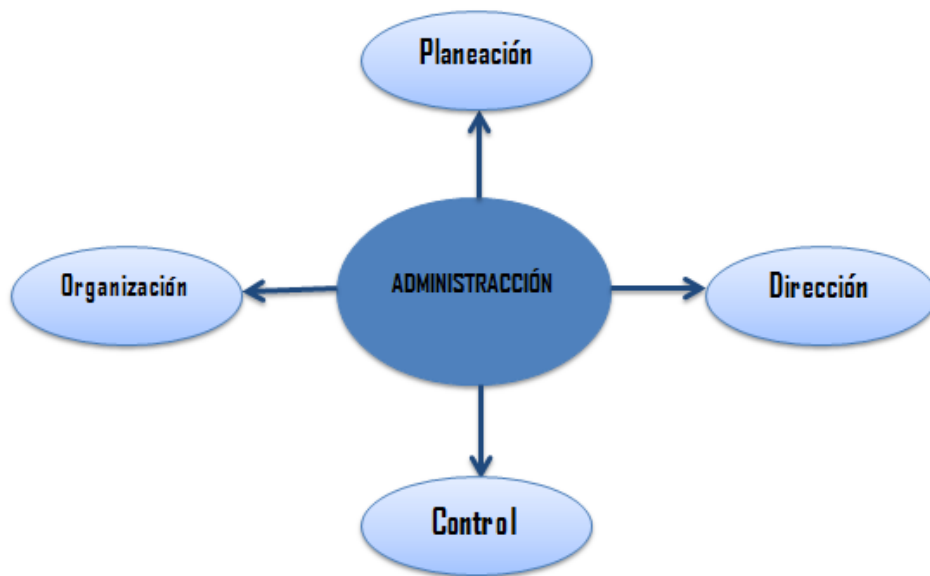 Planeación
Organización
ADMINISTRACCIÓN
Dirección
Control